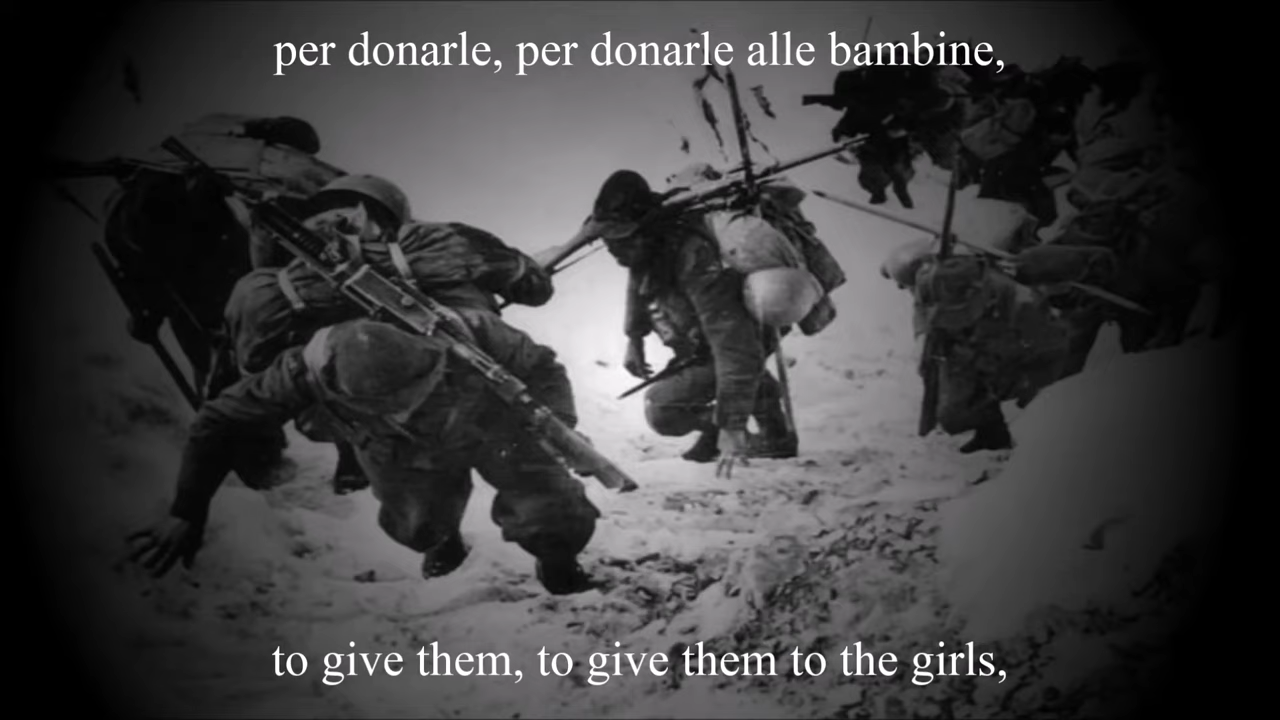 per donarle, per donarle alle bambine,
to give them, to give them to the girls,